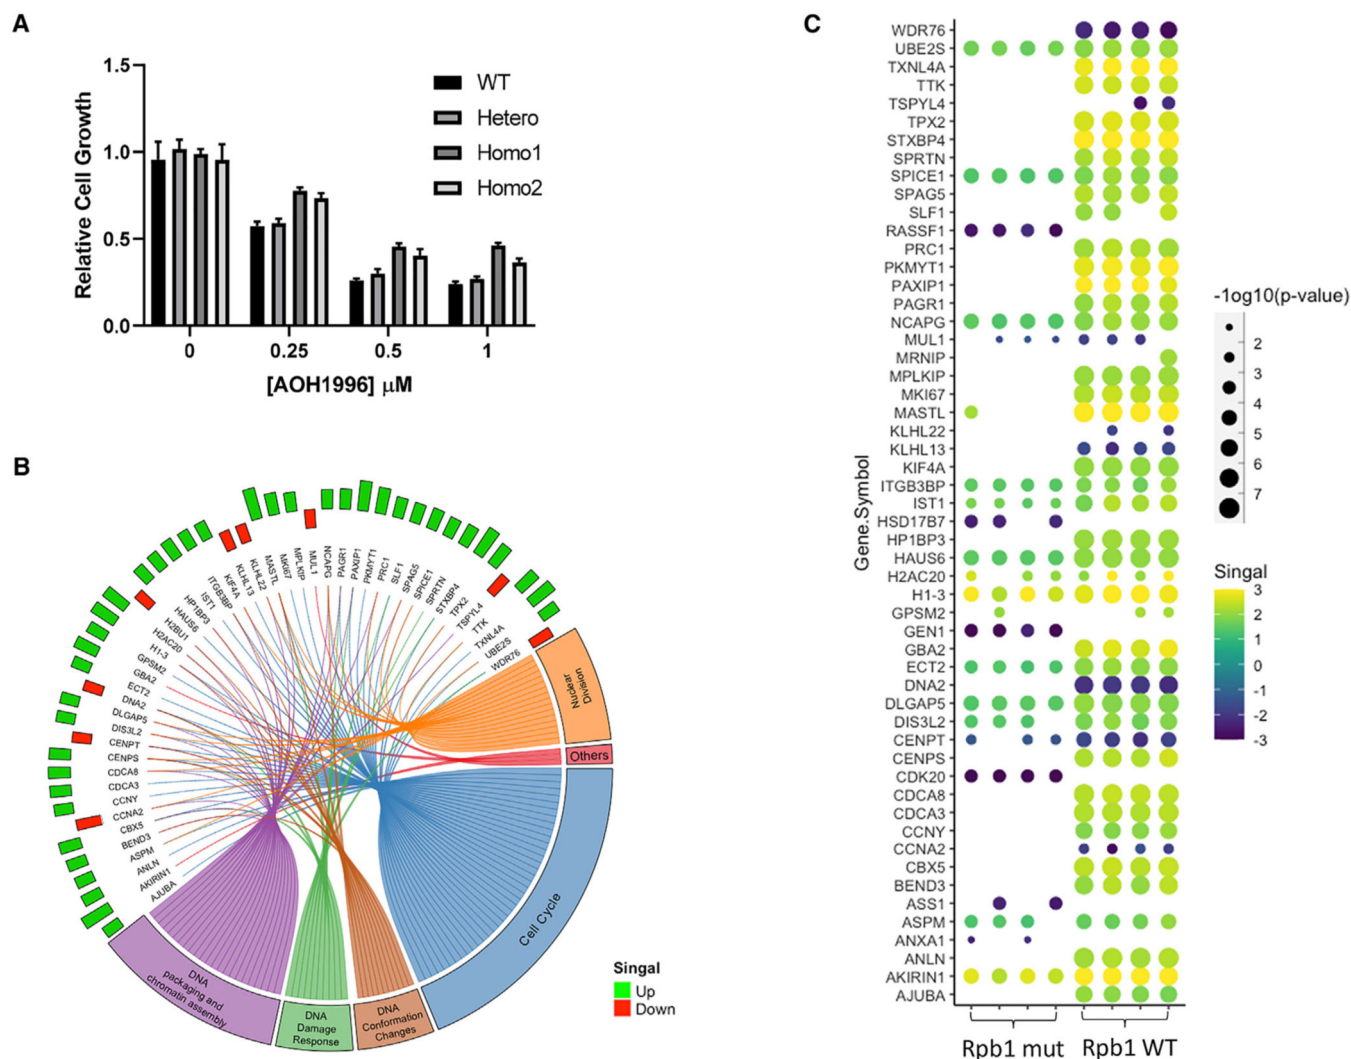 A
1.5
1.0
0.5
0.0
Relative Cell Growth
WT
Hetero
Homo1
Homo2
0
0.25
0.5
1
[AOH1996] µM
B
AJUBA
AKIRIN1
ANLN
ASPM
BEND3
CBX5
CCNA2
CCNY
CDCA3
CDCA8
CENPS
CENPT
DIS3L2
DLGAP5
DNA2
ECT2
GBA2
GPSM2
H1-3
H2AC20
H2BU1
HAUS6
HP1BP3
IST1
ITGB3BP
KIF4A
KLHL13
KLHL22
MASTL
MKI67
MPLKIP
MUL1
NCAPG
PAGR1
PAXIP1
PKMYT1
PRC1
SLF1
SPAG5
SPICE1
SPRTN
STXBP4
TPX2
TSPYL4
TTK
TXNL4A
UBE2S
WDR76
Nuclear
Division
Others
Cell Cycle
DNA
Conformation
Changes
DNA
Damage
Response
DNA
packaging and
chromatin assembly
Singal
Up
Down
C
Gene.Symbol
WDR76
UBE2S
TXNL4A
TTK
TSPYL4
TPX2
STXBP4
SPRTN
SPICE1
SPAG5
SLF1
RASSF1
PRC1
PKMYT1
PAXIP1
PAGR1
NCAPG
MUL1
MRNIP
MPLKIP
MKI67
MASTL
KLHL22
KLHL13
KIF4A
ITGB3BP
IST1
HSD17B7
HP1BP3
HAUS6
H2AC20
H1-3
GPSM2
GEN1
GBA2
ECT2
DNA2
DLGAP5
DIS3L2
CENPT
CENPS
CDK20
CDCA8
CDCA3
CCNY
CCNA2
CBX5
BEND3
ASS1
ASPM
ANXA1
ANLN
AKIRIN1
AJUBA
Rpb1 mut
Rpb1 WT
-1og10(p-value)
2
3
4
5
6
7
Singal
3
2
1
0
-1
-2
-3